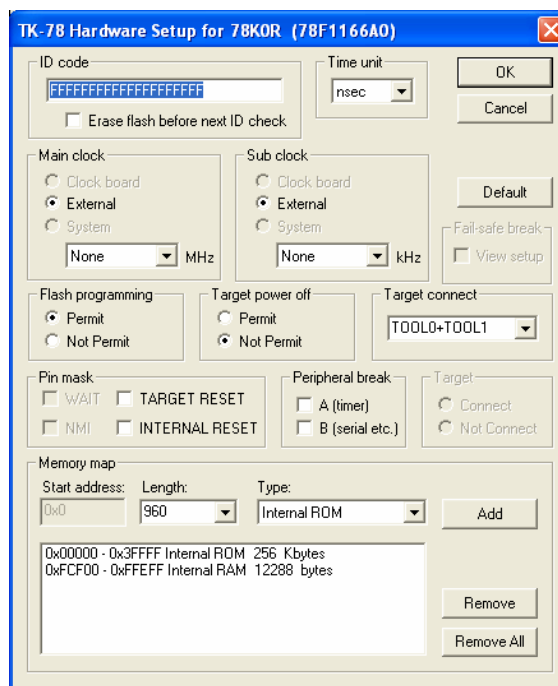 TK-78 Hardware Setup for 78K0R (78F1166A0)
ID code
FFFFFFFFFFFFFFFFFFFF
Erase flash before next ID check
Time unit
nsec
OK
Cancel
Main clock
Clock board
External
System
None MHz
Sub clock
Clock board
External
System
None kHz
Default
Fail-safe break
View setup
Flash programming
Permit
Not Permit
Target power off
Permit
Not Permit
Target connect
TOOL0+TOOL1
Pin mask
WAIT TARGET RESET
NMI INTERNAL RESET
Peripheral break
A (timer)
B (serial etc.)
Target
Connect
Not Connect
Memory map
Start address: Length: Type:
0x0 960 Internal ROM Add
0x00000 - 0x3FFFF Internal ROM 256 Kbytes
0xFCF00 - 0xFFEFF Internal RAM 12288 bytes
Remove
Remove All